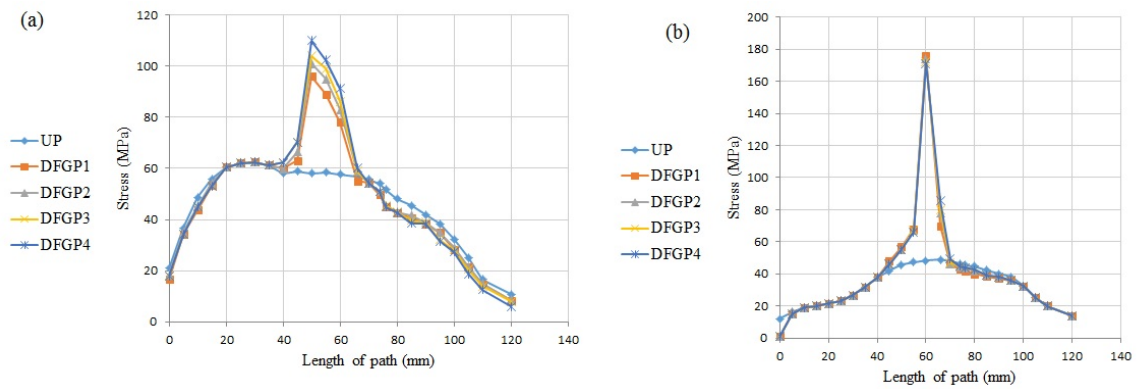 (a)
120
100
80
60
40
20
0
Stress (MPa)
0 20 40 60 80 100 120 140
Length of path (mm)
UP
DFGP1
DFGP2
DFGP3
DFGP4
(b)
200
180
160
140
120
100
80
60
40
20
0
Stress (MPa)
0 20 40 60 80 100 120 140
Length of path (mm)
UP
DFGP1
DFGP2
DFGP3
DFGP4